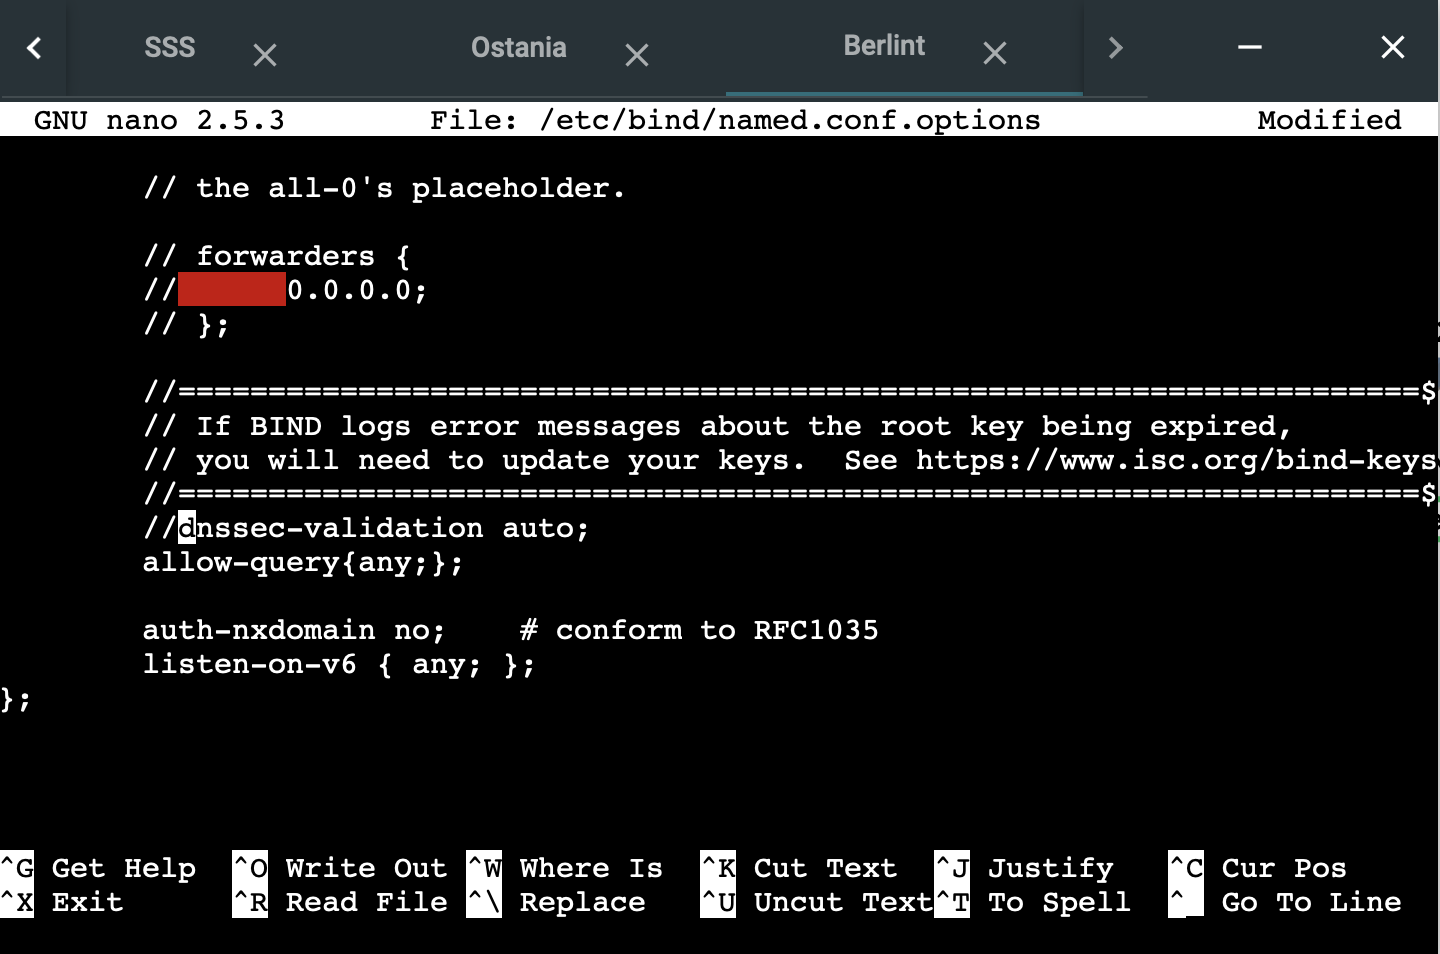 SSS
Ostania
Berlint
GNU nano 2.5.3 File: /etc/bind/named.conf.options Modified
// the all-0's placeholder.
// forwarders {
// 0.0.0.0;
// };
//=====================================================================$
// If BIND logs error messages about the root key being expired,
// you will need to update your keys.  See https://www.isc.org/bind-keys
//=====================================================================$
//dnssec-validation auto;
allow-query{any;};
auth-nxdomain no;    # conform to RFC1035
listen-on-v6 { any; };
};
^G Get Help ^O Write Out ^W Where Is ^K Cut Text ^J Justify ^C Cur Pos
^X Exit ^R Read File ^\ Replace ^U Uncut Text ^T To Spell ^_ Go To Line